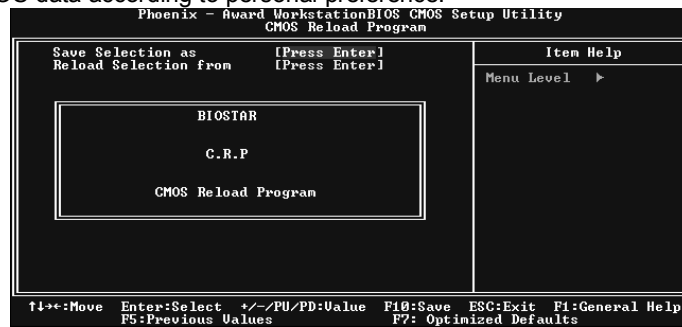 OS data according to personal preference.
Phoenix - Award WorkstationBIOS CMOS Setup Utility
CMOS Reload Program
Save Selection as [Press Enter]
Reload Selection from [Press Enter]
Item Help
Menu Level ►
BIOSTAR
C.R.P
CMOS Reload Program
↑↓→←:Move Enter:Select +/-/PU/PD:Value F10:Save ESC:Exit F1:General Help
F5:Previous Values F7: Optimized Defaults